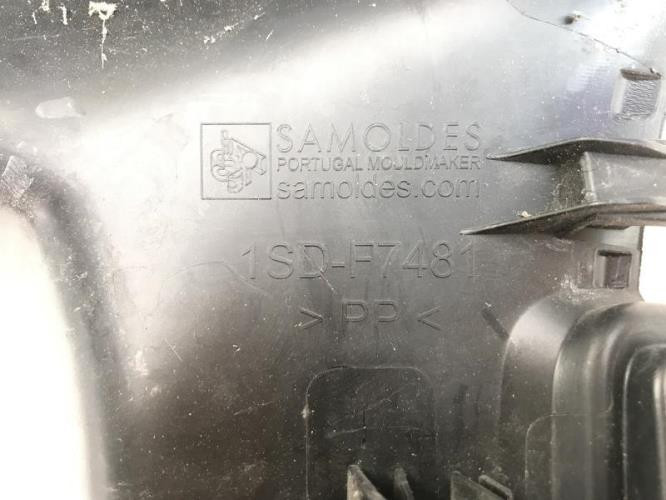 SAMOLDES
PORTUGAL MOULDMAKER
samoldes.com
1SD-F7481
> PP <